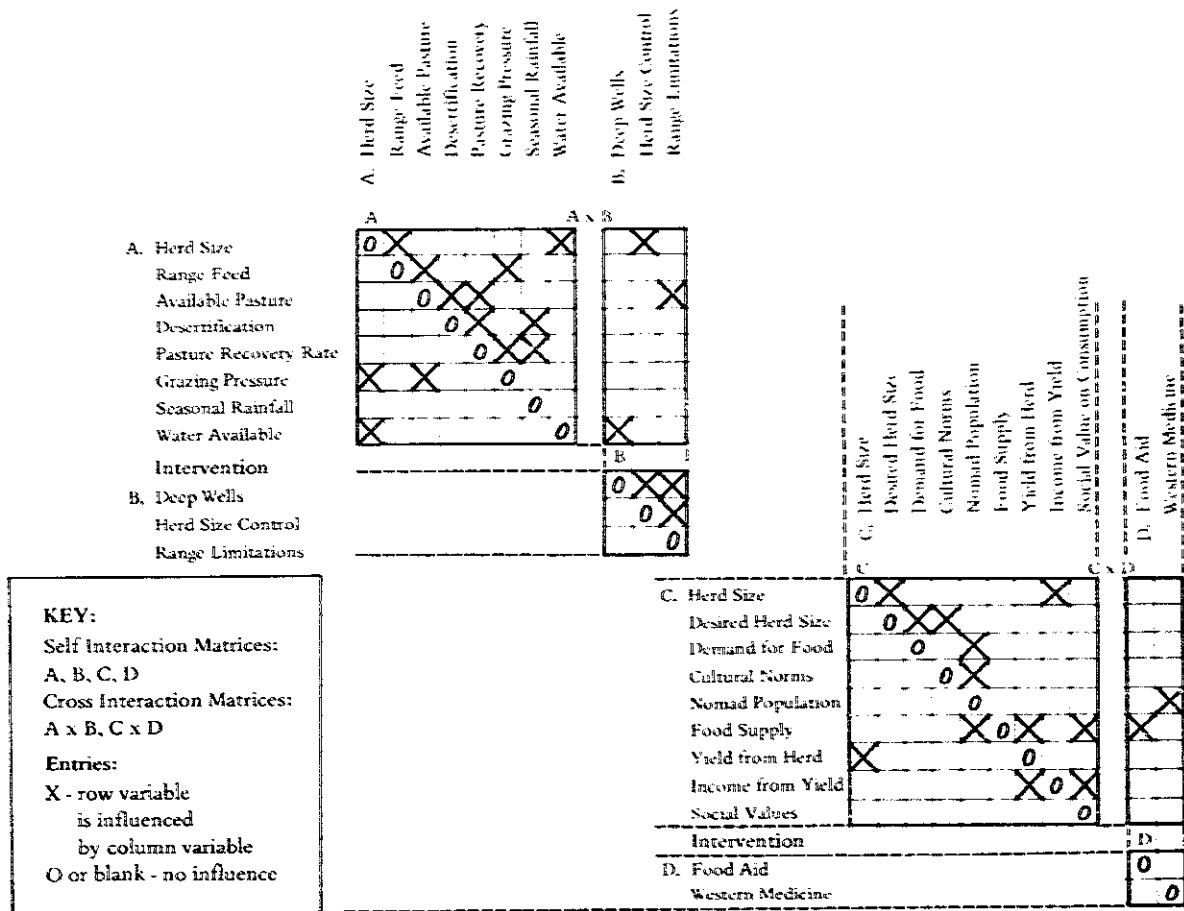 A. Herd Size
Range Feed
Available Pasture
Desertification
Pasture Recovery
Grazing Pressure
Seasonal Rainfall
Water Available
B. Deep Wells
Herd Size Control
Range Limitations
A
A x B
A. Herd Size
O X X X
Range Feed
O X X
Available Pasture
O X X X
Desertification
O X X
Pasture Recovery Rate
O X X
Grazing Pressure
X X O
Seasonal Rainfall
O
Water Available
X O X
Intervention
B
B. Deep Wells
O X X
Herd Size Control
O X
Range Limitations
O
C. Herd Size
Desired Herd Size
Demand for Food
Cultural Norms
Nomad Population
Food Supply
Yield from Herd
Income from Yield
Social Value on Consumption
D. Food Aid
Western Medicine
C
C x D
C. Herd Size
O X X
Desired Herd Size
O X X
Demand for Food
O X
Cultural Norms
O X
Nomad Population
O X
Food Supply
X O X X X
Yield from Herd
X O
Income from Yield
X O X
Social Values
O
Intervention
D
D. Food Aid
O
Western Medicine
O
KEY:
Self Interaction Matrices:
A, B, C, D
Cross Interaction Matrices:
A x B, C x D
Entries:
X - row variable
is influenced
by column variable
O or blank - no influence